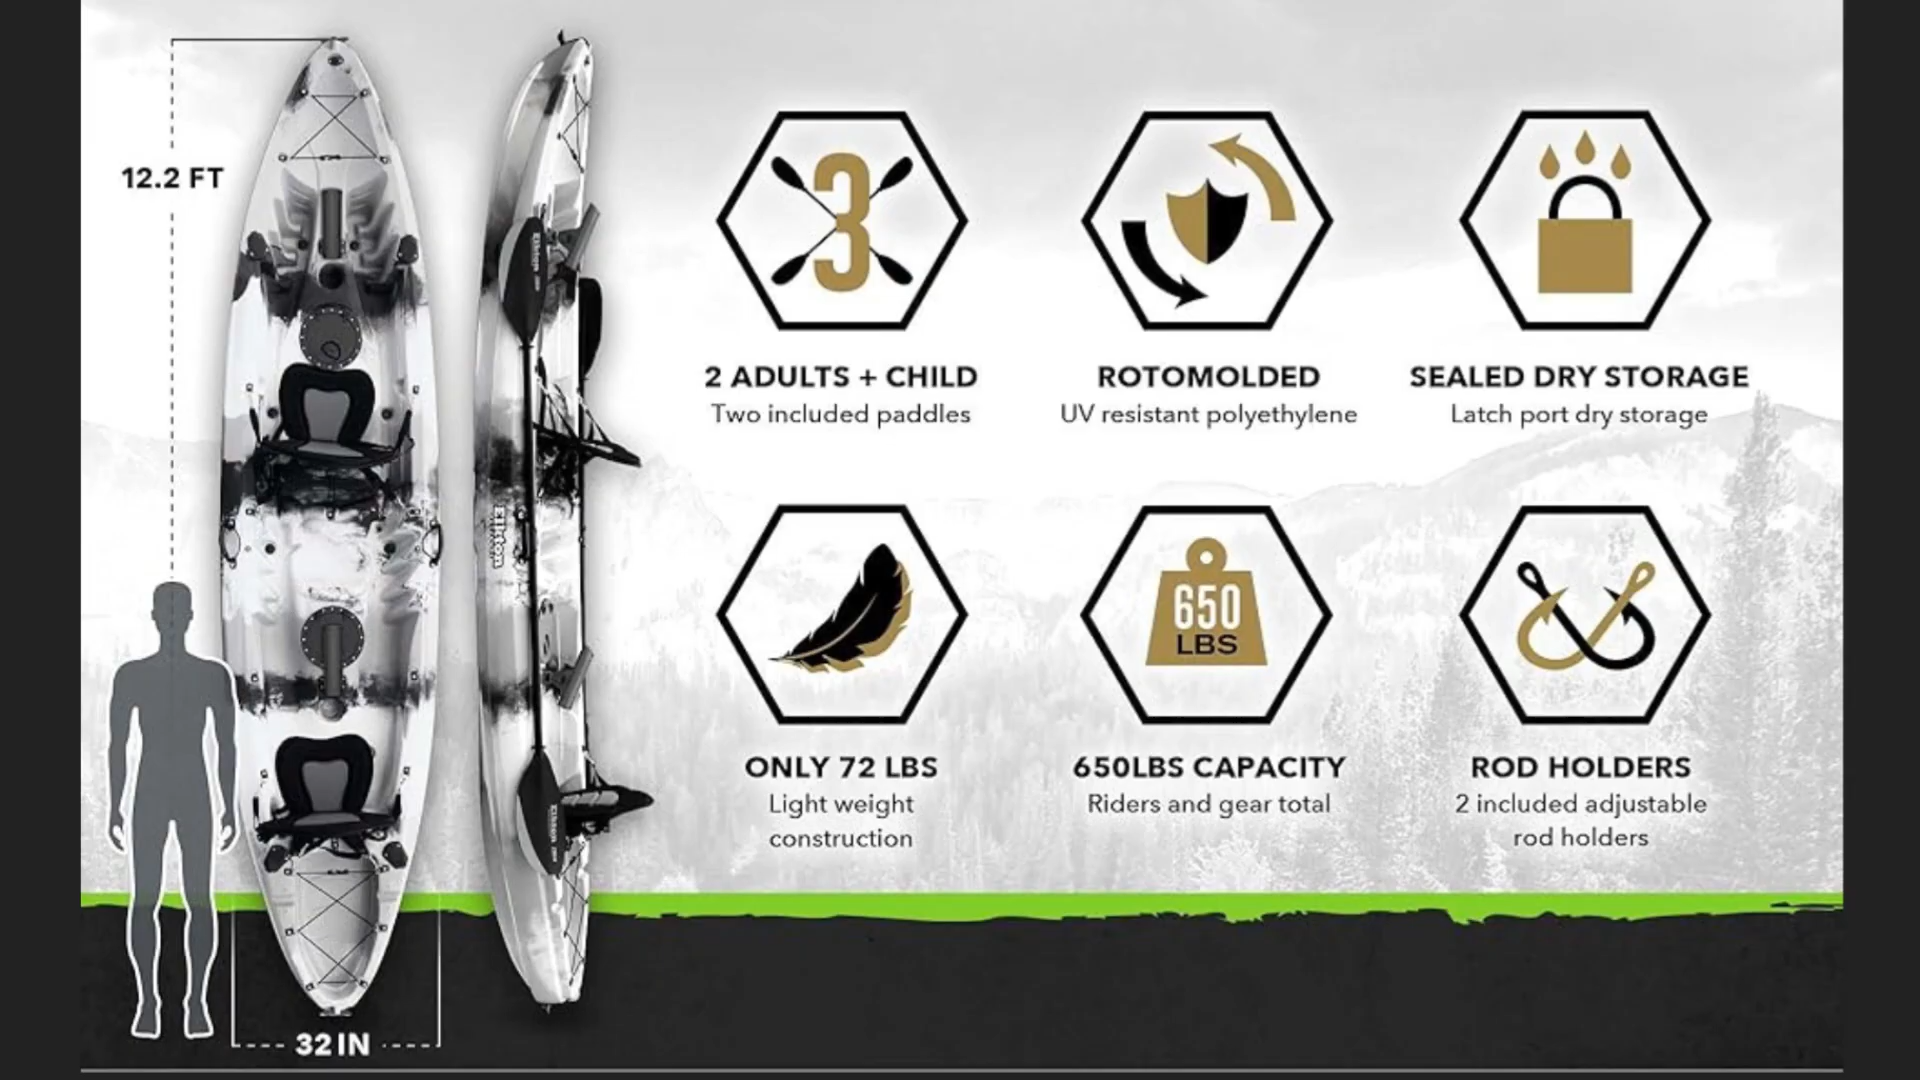 12.2 FT
3
2 ADULTS + CHILD
Two included paddles
ROTOMOLDED
UV resistant polyethylene
SEALED DRY STORAGE
Latch port dry storage
ONLY 72 LBS
Light weight
construction
650
LBS
650LBS CAPACITY
Riders and gear total
ROD HOLDERS
2 included adjustable
rod holders
32 IN
Elkton